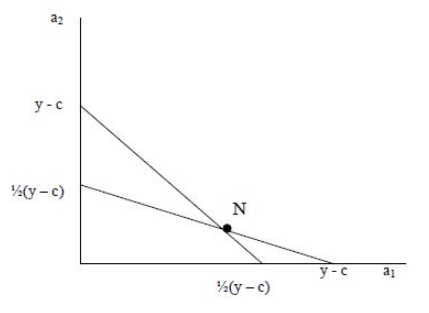 a₂
y - c
½(y – c)
N
y - c
a₁
½(y – c)